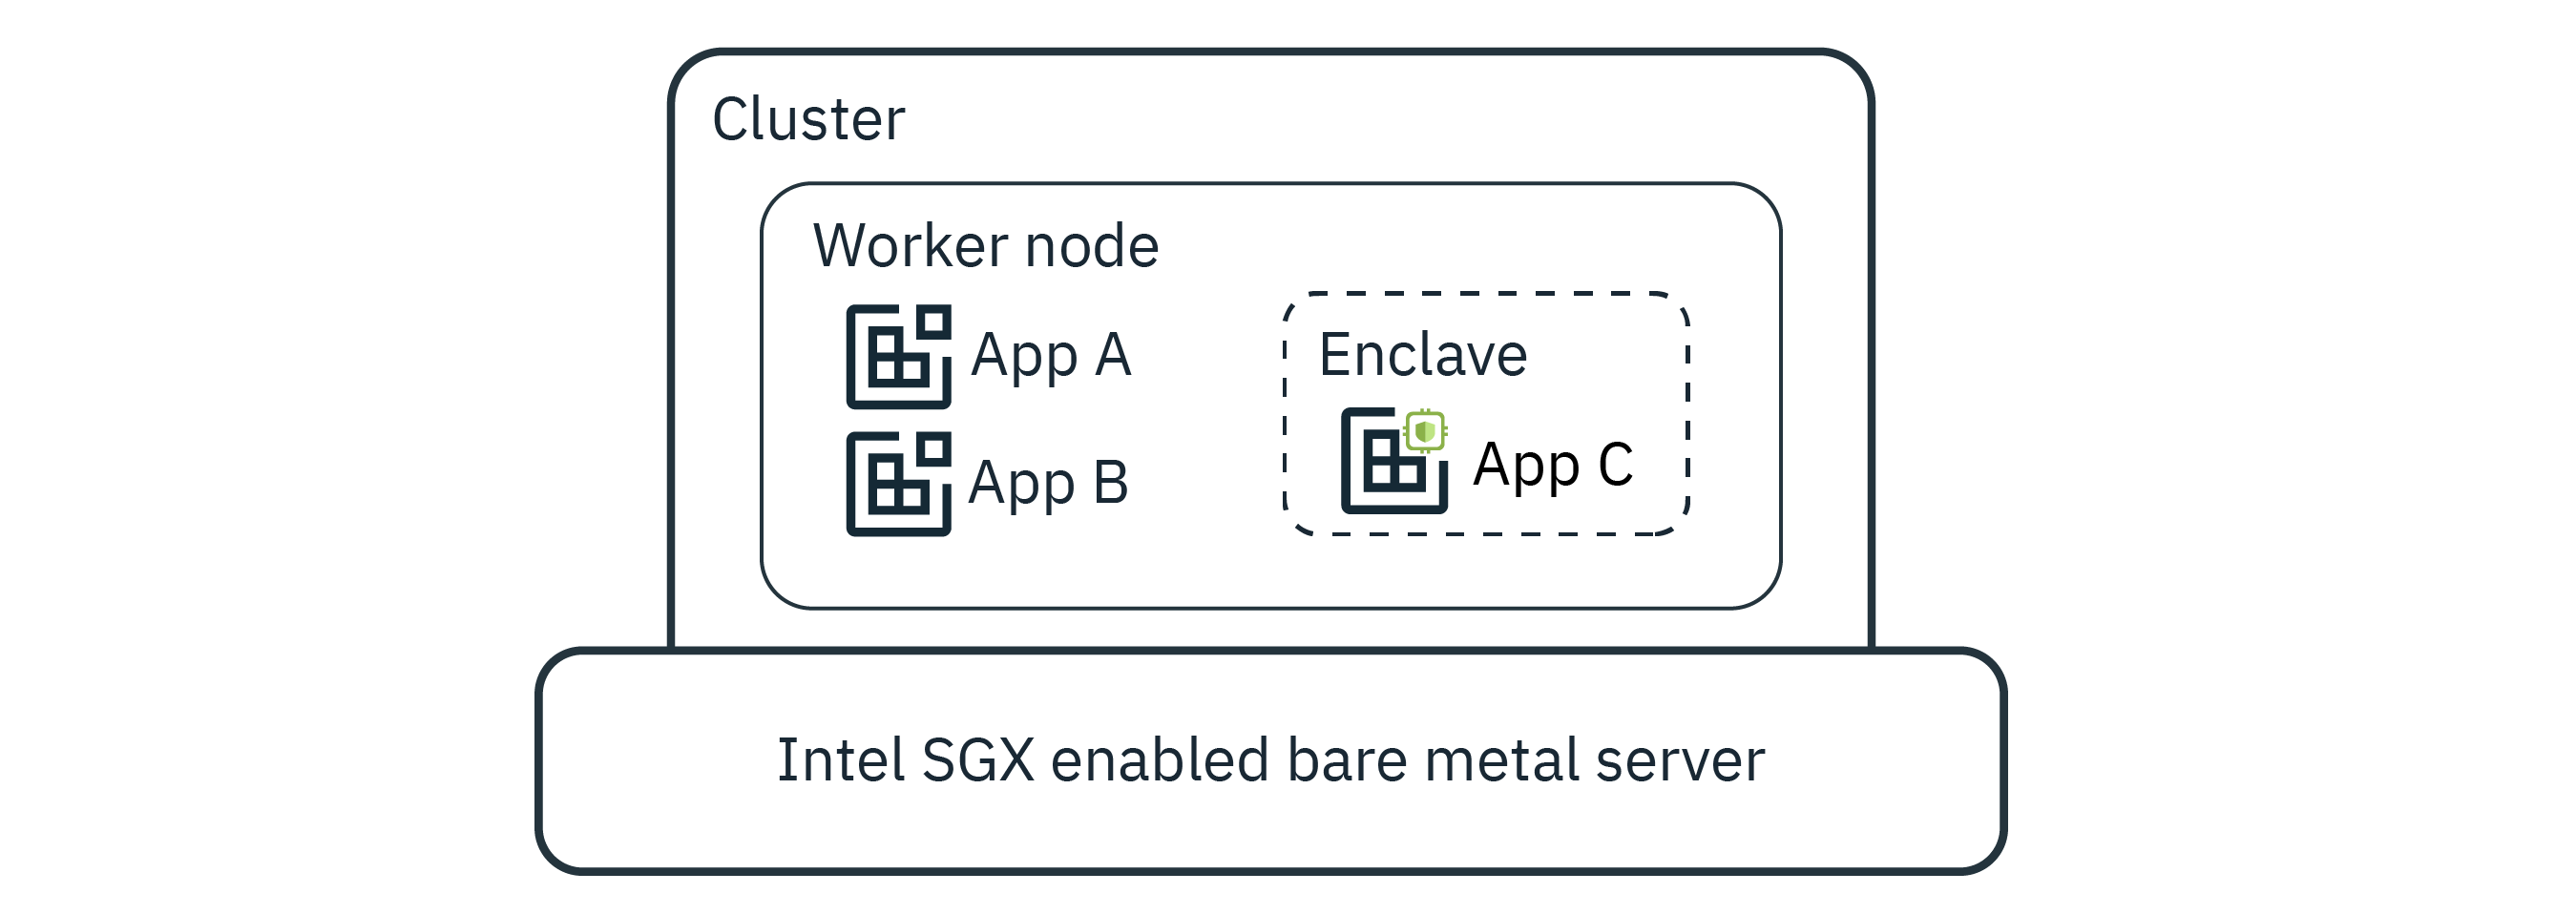 Cluster
Worker node
App A
App B
Enclave
App C
Intel SGX enabled bare metal server